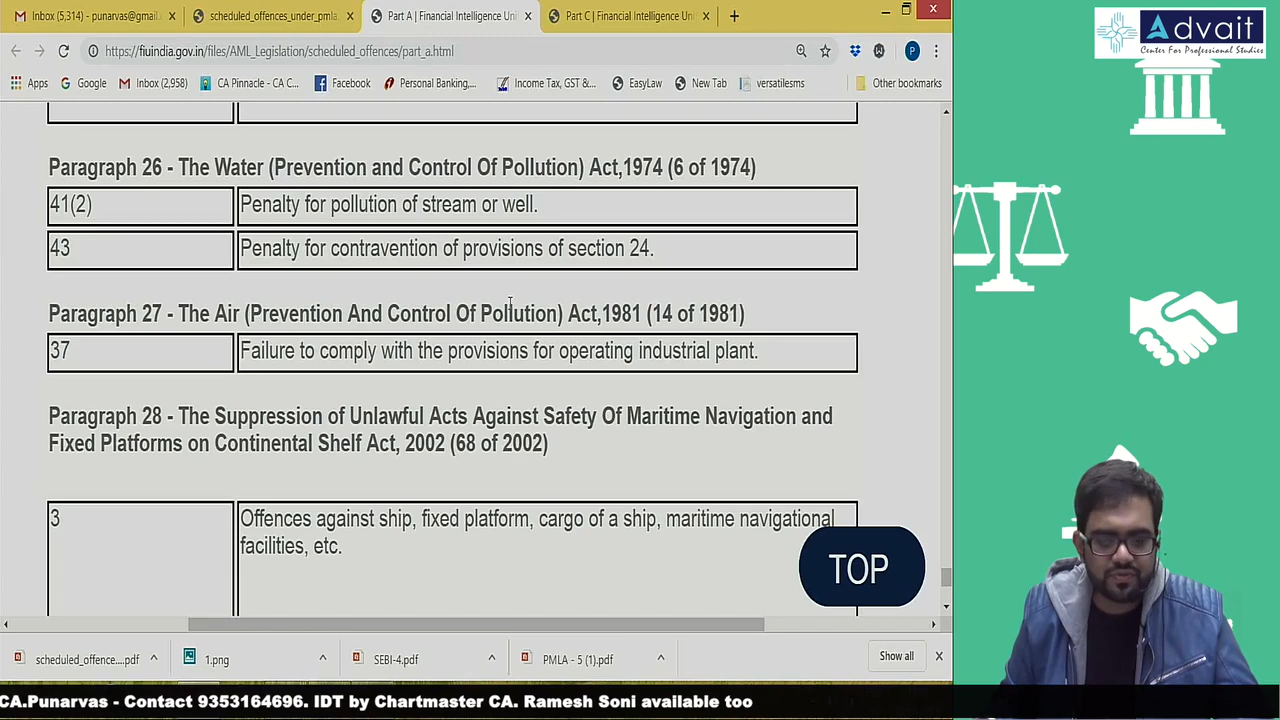 Inbox (5,314) - punarvas@gmail.
scheduled_offences_under_pmla.
Part A | Financial Intelligence Uni
Part C | Financial Intelligence Uni
Advait
Center For Professional Studies
https://fiuindia.gov.in/files/AML_Legislation/scheduled_offences/pml_a.html
P
Apps
Google
Inbox (2,958)
CA Pinnacle - CA C...
Facebook
Personal Banking,...
Income Tax, GST &...
EasyLaw
New Tab
versatilesms
Other bookmarks
Paragraph 26 - The Water (Prevention and Control Of Pollution) Act,1974 (6 of 1974)
41(2) Penalty for pollution of stream or well.
43 Penalty for contravention of provisions of section 24.
Paragraph 27 - The Air (Prevention And Control Of Pollution) Act,1981 (14 of 1981)
37 Failure to comply with the provisions for operating industrial plant.
Paragraph 28 - The Suppression of Unlawful Acts Against Safety Of Maritime Navigation and
Fixed Platforms on Continental Shelf Act, 2002 (68 of 2002)
3 Offences against ship, fixed platform, cargo of a ship, maritime navigational
facilities, etc.
TOP
scheduled_offence....pdf
1.png
SEBI-4.pdf
PMLA - 5 (1).pdf
Show all
CA.Punarvas - Contact 9353164696. IDT by Chartmaster CA. Ramesh Soni available too